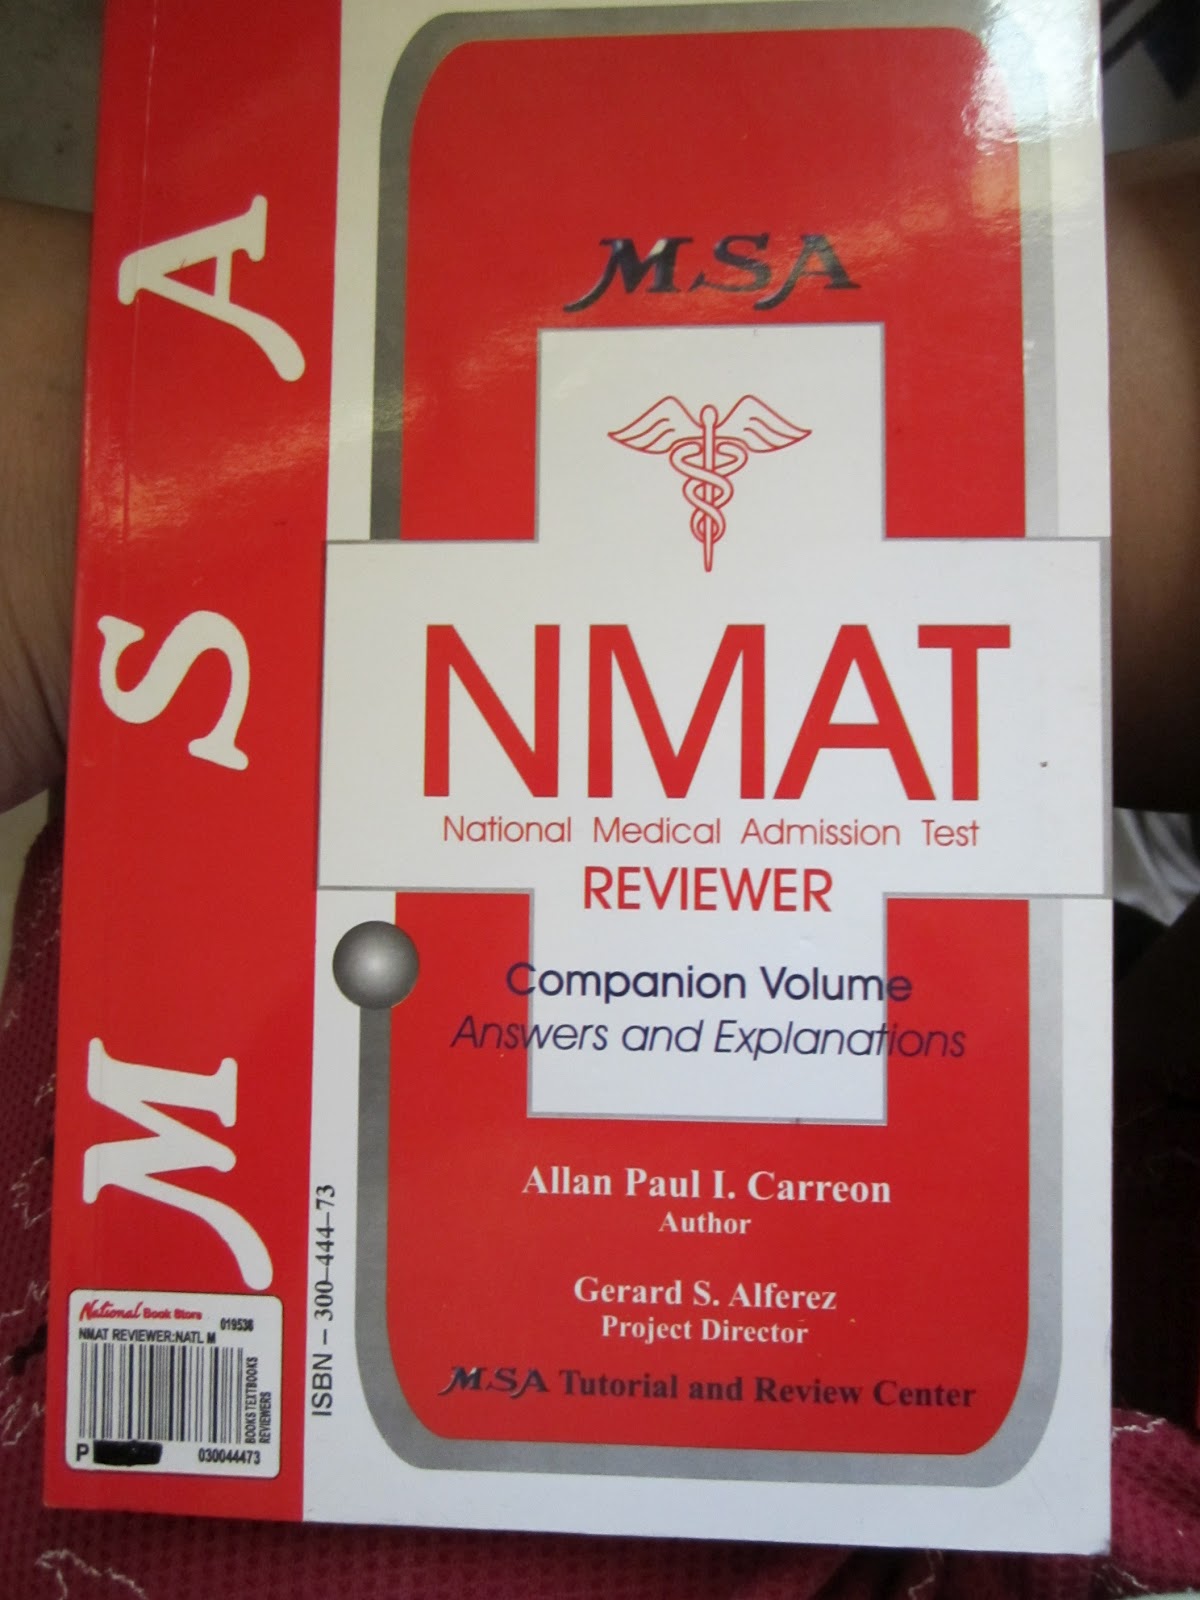 MSA
MSA
NMAT
National Medical Admission Test
REVIEWER
Companion Volume
Answers and Explanations
Allan Paul I. Carreon
Author
Gerard S. Alferez
Project Director
MSA Tutorial and Review Center
ISBN – 300–444–73
National Book Store
019536
NMAT REVIEWER:NATL M
BOOKS TEXTBOOKS
REVIEWERS
P
030044473